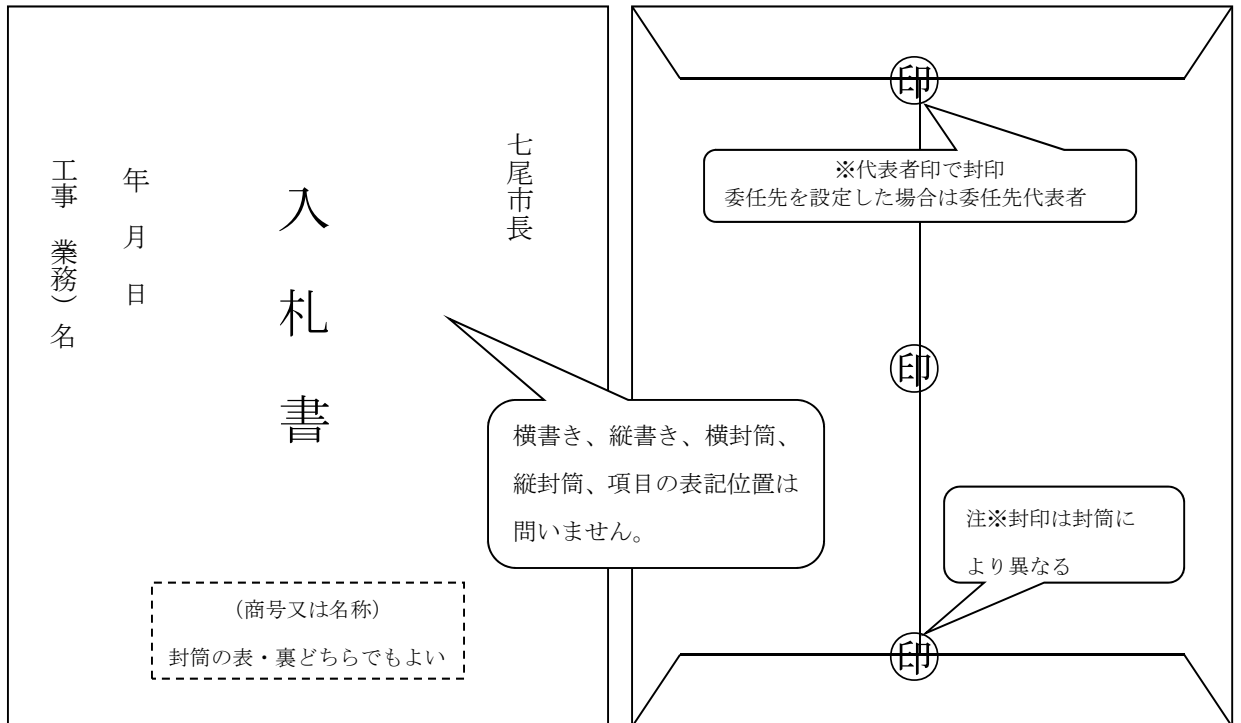 七尾市長
入札書
年　月　日
工事　業務）名
横書き、縦書き、横封筒、
縦封筒、項目の表記位置は
問いません。
（商号又は名称）
封筒の表・裏どちらでもよい
印
※代表者印で封印
委任先を設定した場合は委任先代表者
印
注※封印は封筒に
より異なる
印